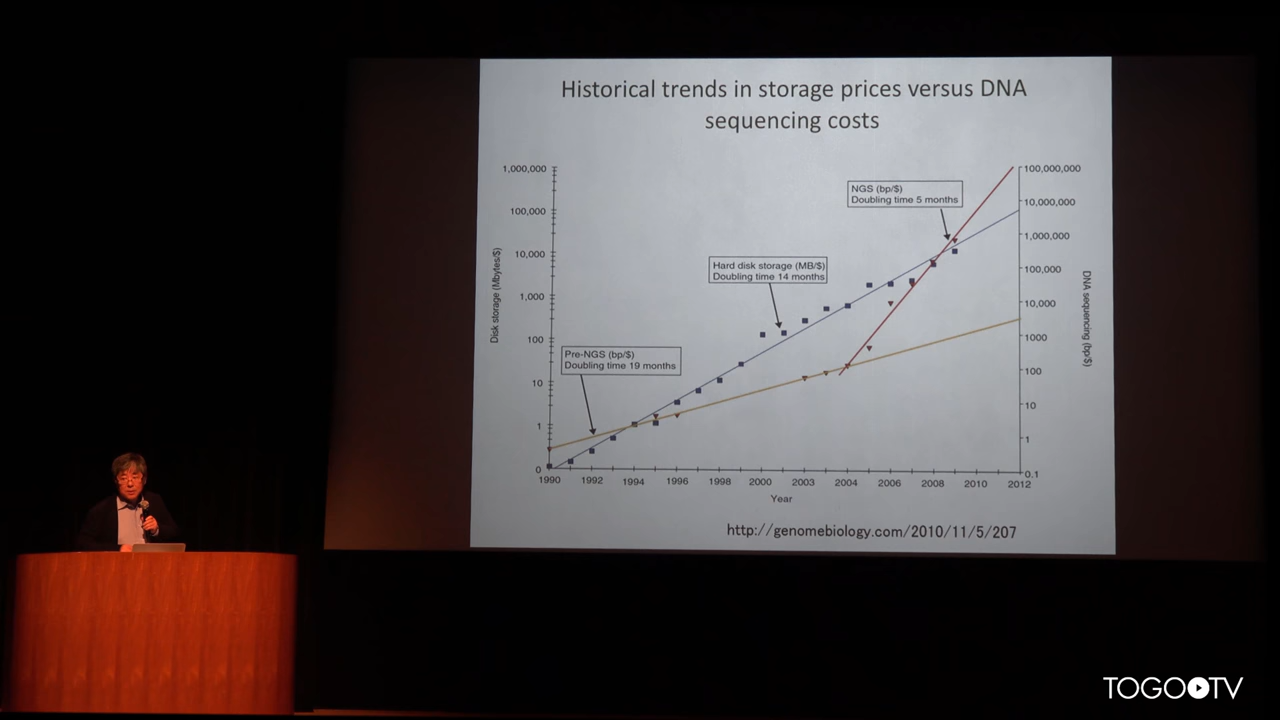 Historical trends in storage prices versus DNA
sequencing costs
1,000,000
100,000
10,000
1,000
100
10
1
0
Disk storage (Mbytes/$)
Pre-NGS (bp/$)
Doubling time 19 months
Hard disk storage (MB/$)
Doubling time 14 months
NGS (bp/$)
Doubling time 5 months
100,000,000
10,000,000
1,000,000
100,000
10,000
1000
100
10
1
0.1
DNA sequencing (bp/$)
1990 1992 1994 1996 1998 2000 2002 2004 2006 2008 2010 2012
Year
http://genomebiology.com/2010/11/5/207
TOGO TV